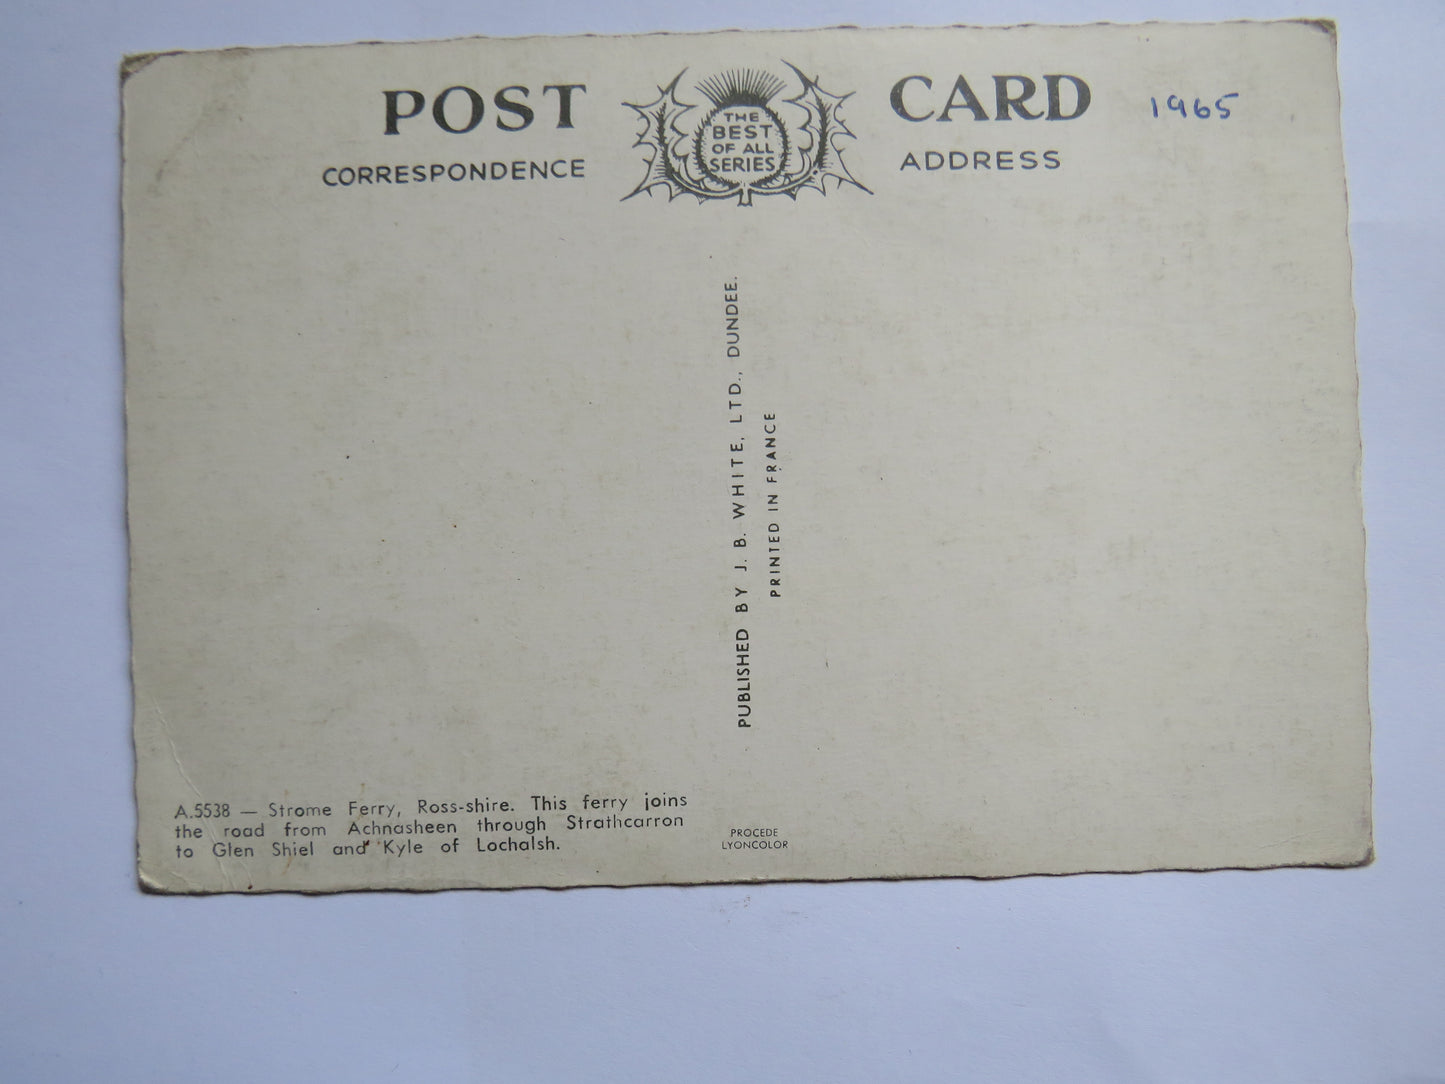 POST CARD
1965
CORRESPONDENCE
ADDRESS
THE
BEST
OF ALL
SERIES
PUBLISHED BY J. B. WHITE, LTD., DUNDEE.
PRINTED IN FRANCE
A.5538 — Strome Ferry, Ross-shire. This ferry joins
the road from Achnasheen through Strathcarron
to Glen Shiel and Kyle of Lochalsh.
PROCEDE
LYONCOLOR